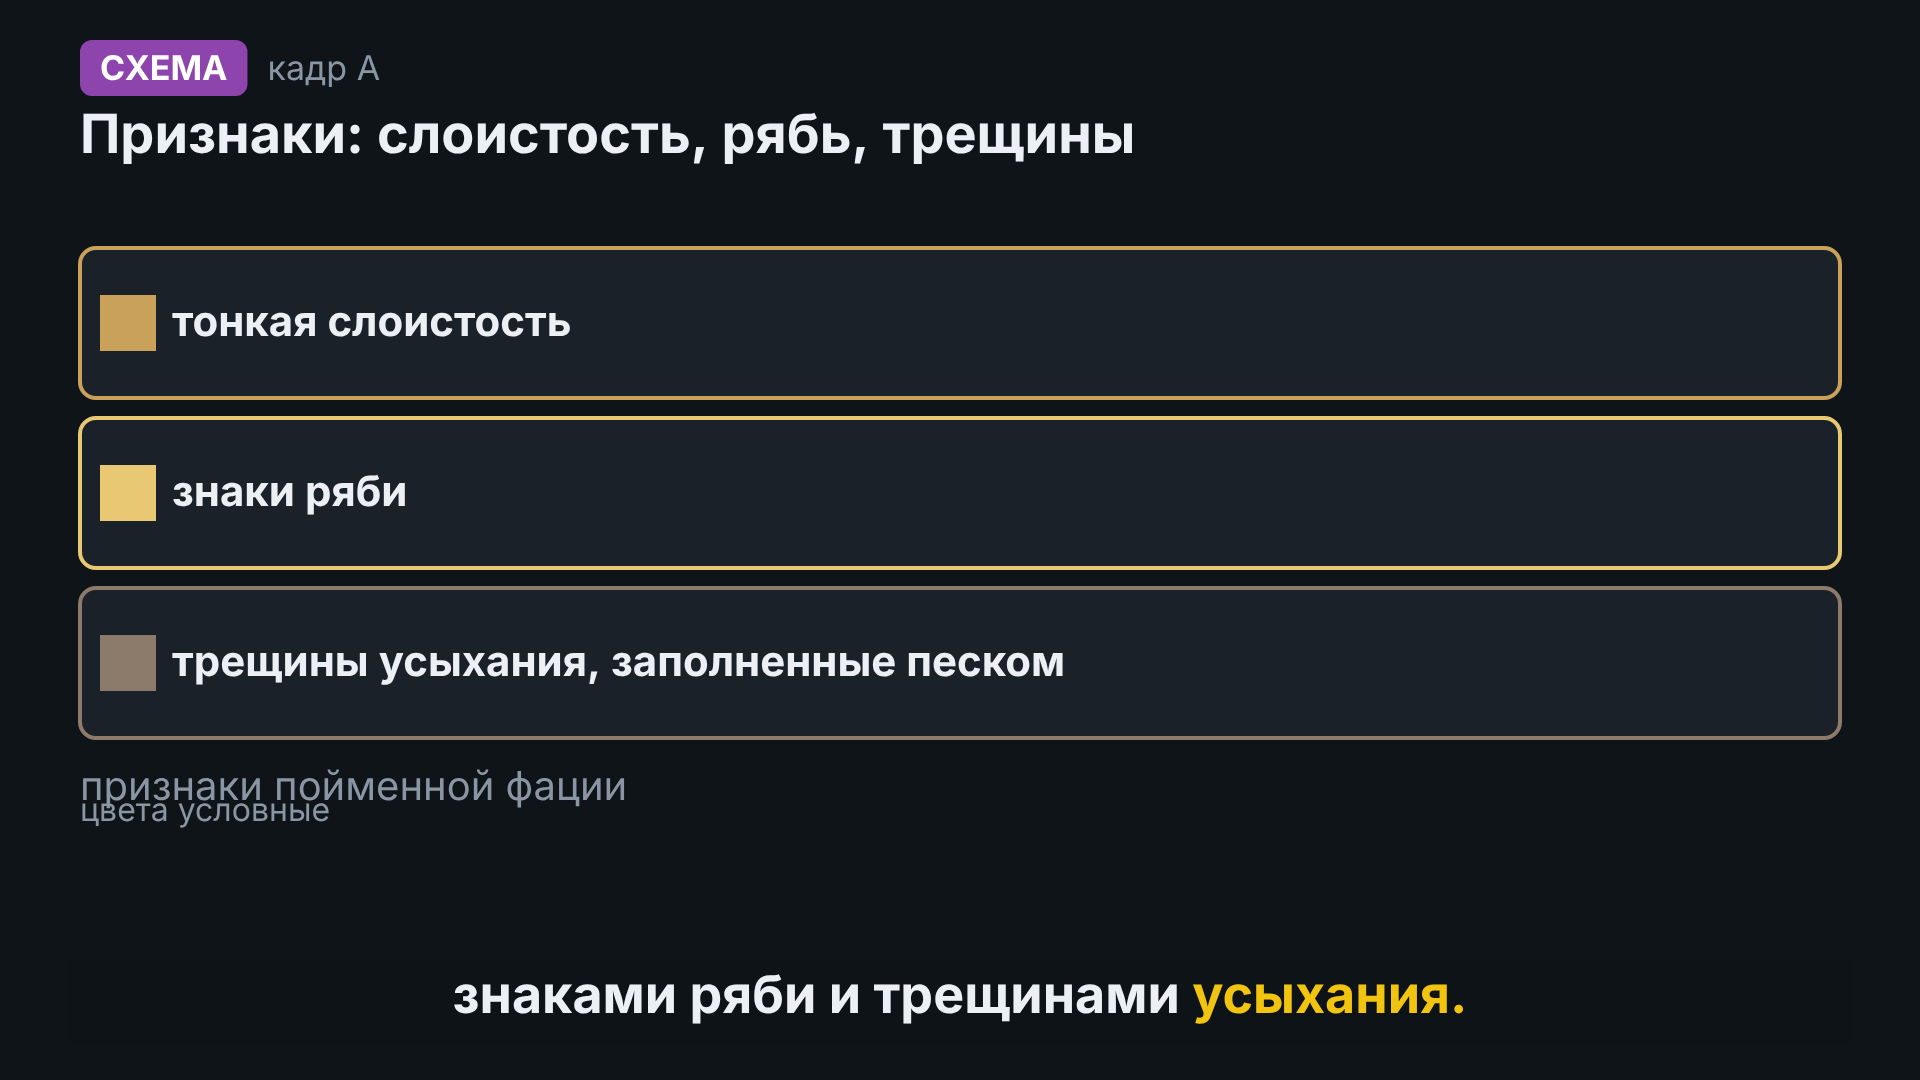 СХЕМА кадр А
Признаки: слоистость, рябь, трещины
тонкая слоистость
знаки ряби
трещины усыхания, заполненные песком
признаки пойменной фации
цвета условные
знаками ряби и трещинами усыхания.